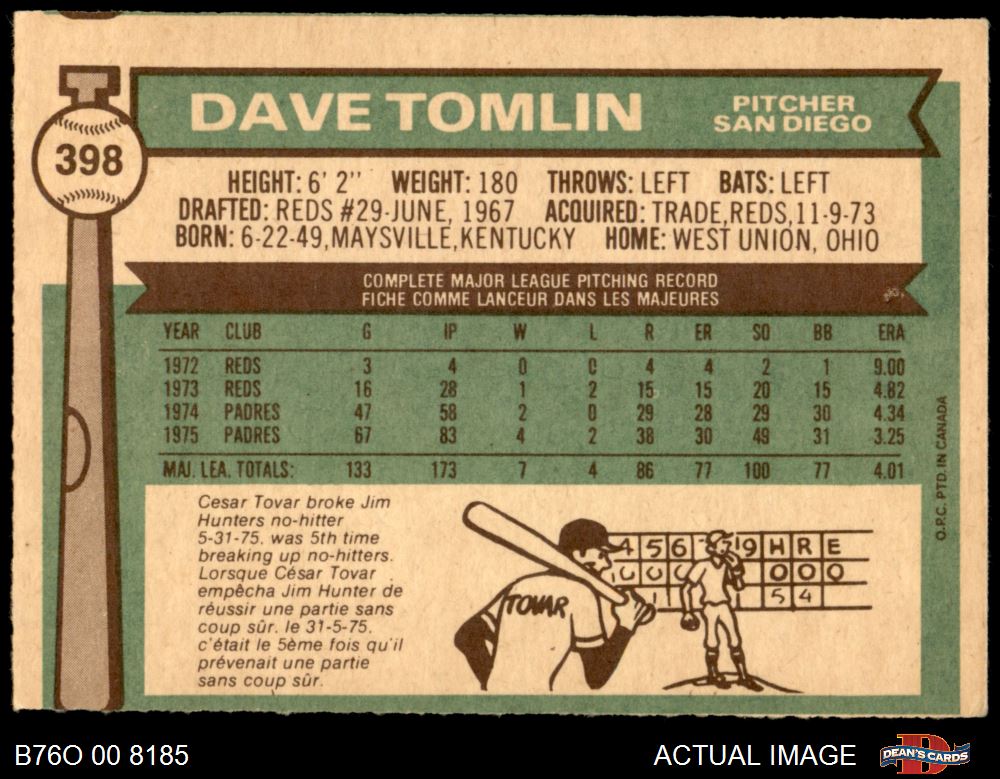 398
DAVE TOMLIN
PITCHER
SAN DIEGO
HEIGHT: 6' 2" WEIGHT: 180 THROWS: LEFT BATS: LEFT
DRAFTED: REDS #29-JUNE, 1967 ACQUIRED: TRADE,REDS,11-9-73
BORN: 6-22-49,MAYSVILLE,KENTUCKY HOME: WEST UNION, OHIO
COMPLETE MAJOR LEAGUE PITCHING RECORD
FICHE COMME LANCEUR DANS LES MAJEURES
YEAR CLUB G IP W L R ER SO BB ERA
1972 REDS 3 4 0 0 4 4 2 1 9.00
1973 REDS 16 28 1 2 15 15 20 15 4.82
1974 PADRES 47 58 2 0 29 28 29 30 4.34
1975 PADRES 67 83 4 2 38 30 49 31 3.25
MAJ. LEA. TOTALS: 133 173 7 4 86 77 100 77 4.01
O.P.C. PTD. IN CANADA
Cesar Tovar broke Jim
Hunters no-hitter
5-31-75. was 5th time
breaking up no-hitters.
Lorsque César Tovar
empêcha Jim Hunter de
réussir une partie sans
coup sûr. le 31-5-75.
c'était le 5ème fois qu'il
prévenait une partie
sans coup sûr.
4 5 6 9 H R E
0 0 0 0 0 0
1 5 4
TOVAR
B76O 00 8185
ACTUAL IMAGE
DEAN'S CARDS